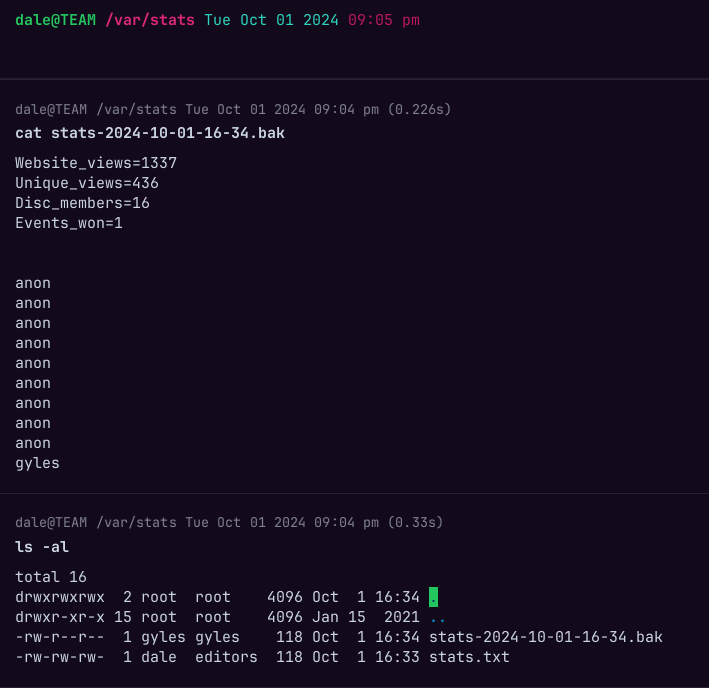 dale@TEAM /var/stats Tue Oct 01 2024 09:05 pm
dale@TEAM /var/stats Tue Oct 01 2024 09:04 pm (0.226s)
cat stats-2024-10-01-16-34.bak
Website_views=1337
Unique_views=436
Disc_members=16
Events_won=1
anon
anon
anon
anon
anon
anon
anon
anon
anon
gyles
dale@TEAM /var/stats Tue Oct 01 2024 09:04 pm (0.33s)
ls -al
total 16
drwxrwxrwx  2 root  root    4096 Oct  1 16:34 .
drwxr-xr-x 15 root  root    4096 Jan 15  2021 ..
-rw-r--r--  1 gyles gyles    118 Oct  1 16:34 stats-2024-10-01-16-34.bak
-rw-rw-rw-  1 dale  editors  118 Oct  1 16:33 stats.txt